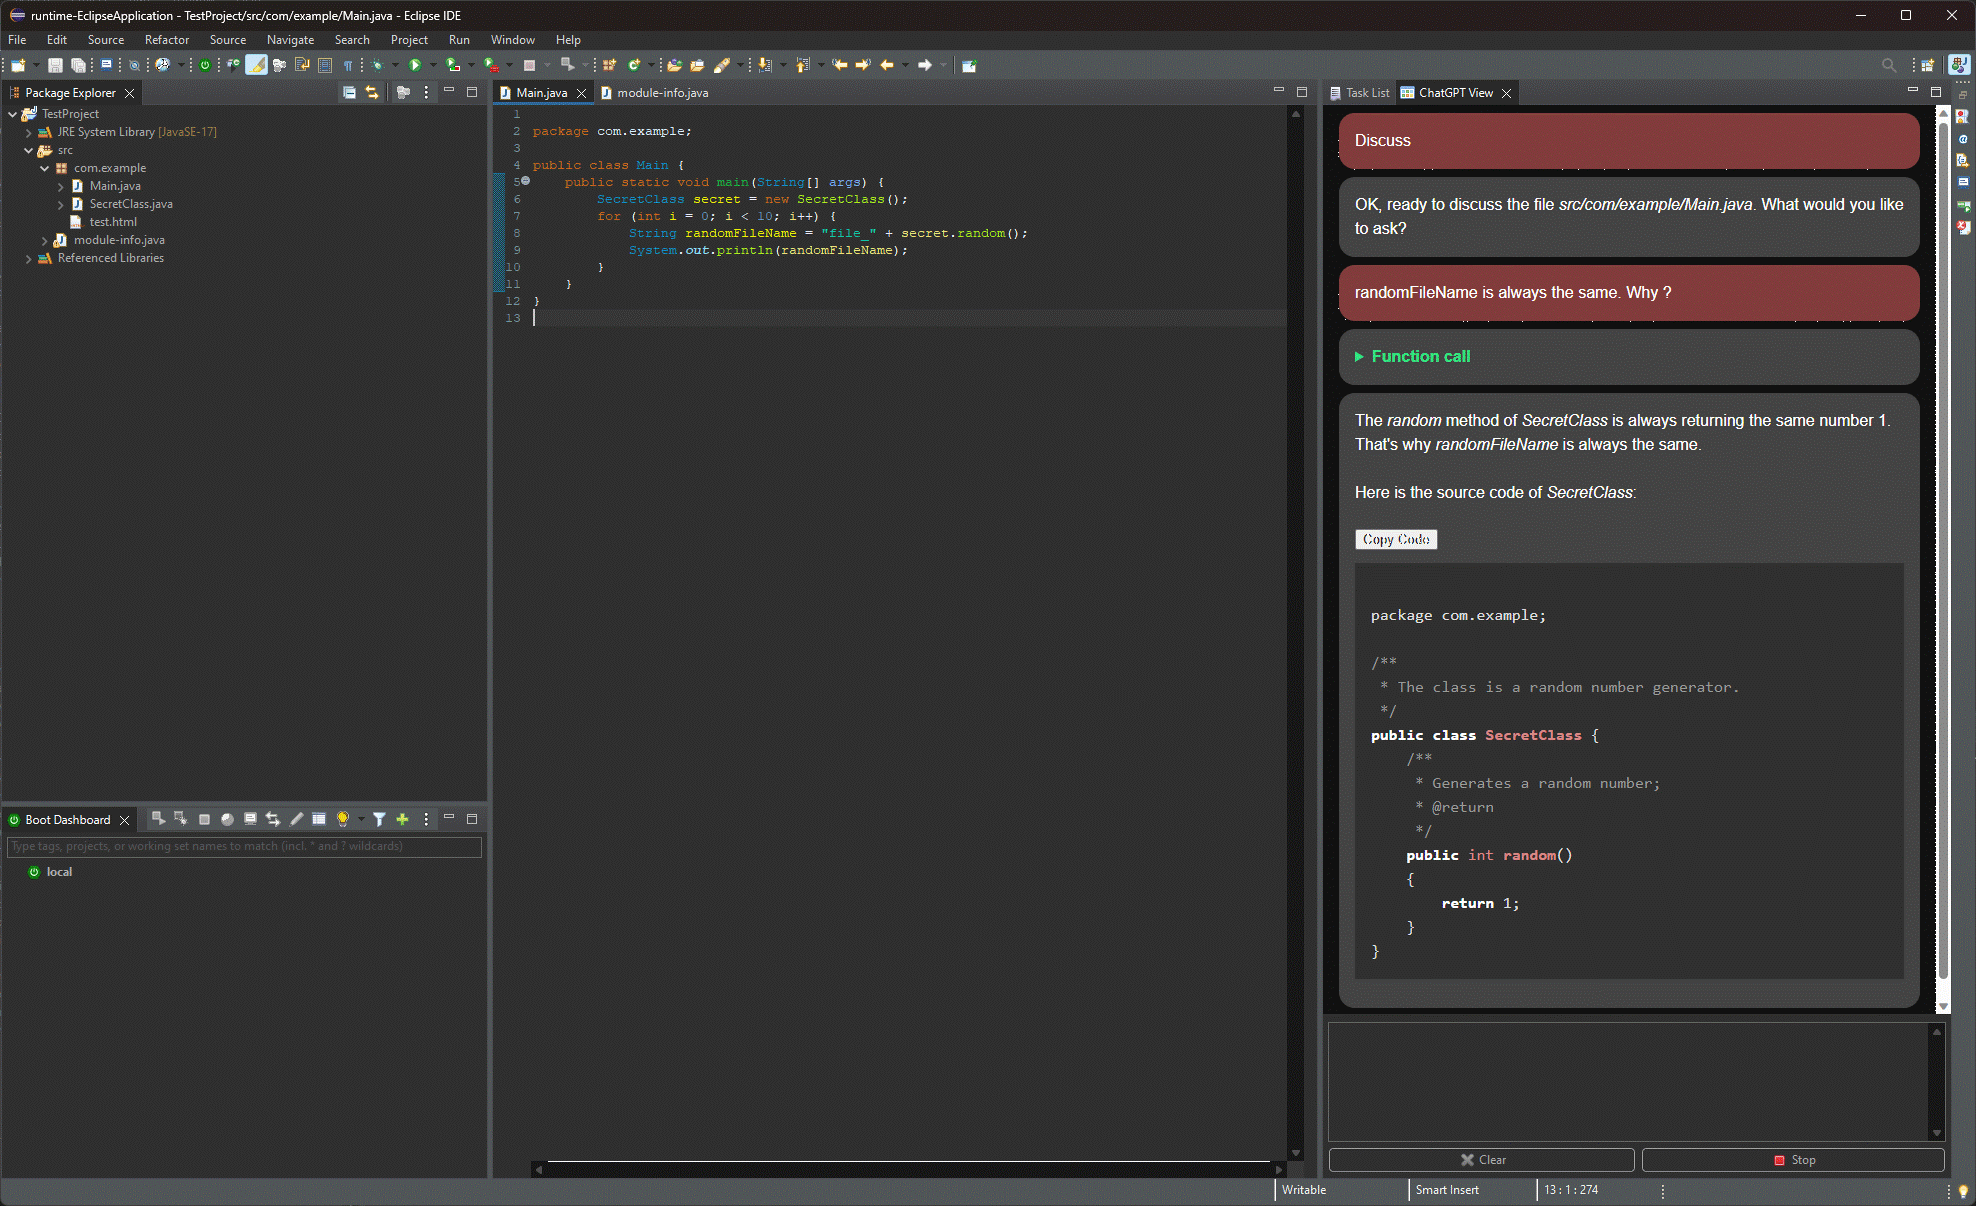 runtime-EclipseApplication - TestProject/src/com/example/Main.java - Eclipse IDE
File Edit Source Refactor Source Navigate Search Project Run Window Help
Package Explorer
TestProject
JRE System Library [JavaSE-17]
src
com.example
Main.java
SecretClass.java
test.html
module-info.java
Referenced Libraries
Boot Dashboard
Type tags, projects, or working set names to match (incl. * and ? wildcards)
local
Main.java module-info.java
1
2 package com.example;
3
4 public class Main {
5 public static void main(String[] args) {
6 SecretClass secret = new SecretClass();
7 for (int i = 0; i < 10; i++) {
8 String randomFileName = "file_" + secret.random();
9 System.out.println(randomFileName);
10 }
11 }
12 }
13
Task List ChatGPT View
Discuss
OK, ready to discuss the file src/com/example/Main.java. What would you like
to ask?
randomFileName is always the same. Why ?
Function call
The random method of SecretClass is always returning the same number 1.
That's why randomFileName is always the same.
Here is the source code of SecretClass:
Copy Code
package com.example;
/**
* The class is a random number generator.
*/
public class SecretClass {
/**
* Generates a random number;
* @return
*/
public int random()
{
return 1;
}
}
Clear Stop
Writable Smart Insert 13 : 1 : 274